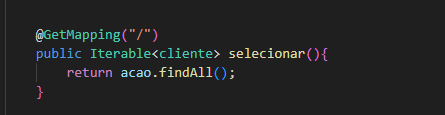 @GetMapping("/")
public Iterable<cliente> selecionar(){
    return acao.findAll();
}